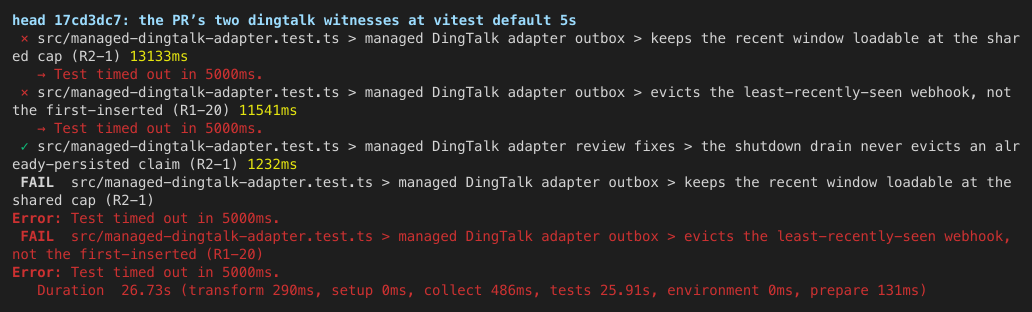 head 17cd3dc7: the PR’s two dingtalk witnesses at vitest default 5s
× src/managed-dingtalk-adapter.test.ts > managed DingTalk adapter outbox > keeps the recent window loadable at the shar
ed cap (R2-1) 13133ms
→ Test timed out in 5000ms.
× src/managed-dingtalk-adapter.test.ts > managed DingTalk adapter outbox > evicts the least-recently-seen webhook, not
the first-inserted (R1-20) 11541ms
→ Test timed out in 5000ms.
✓ src/managed-dingtalk-adapter.test.ts > managed DingTalk adapter review fixes > the shutdown drain never evicts an alr
eady-persisted claim (R2-1) 1232ms
FAIL  src/managed-dingtalk-adapter.test.ts > managed DingTalk adapter outbox > keeps the recent window loadable at the
shared cap (R2-1)
Error: Test timed out in 5000ms.
FAIL  src/managed-dingtalk-adapter.test.ts > managed DingTalk adapter outbox > evicts the least-recently-seen webhook,
not the first-inserted (R1-20)
Error: Test timed out in 5000ms.
Duration  26.73s (transform 290ms, setup 0ms, collect 486ms, tests 25.91s, environment 0ms, prepare 131ms)